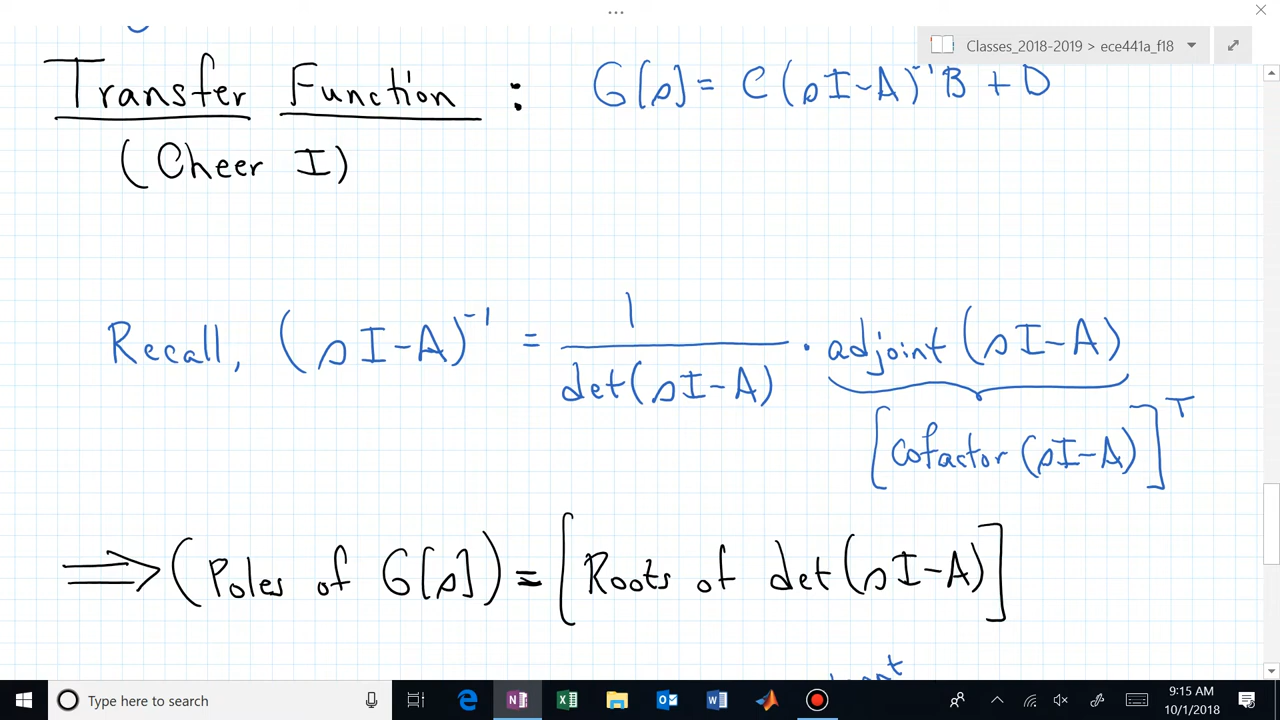 Classes_2018-2019 > ece441a_f18
Transfer Function : G[s] = C(sI-A)⁻¹B + D
(Cheer I)
Recall, (sI-A)⁻¹ = 1 / det(sI-A) · adjoint (sI-A)
[cofactor (sI-A)]ᵀ
⟹ (Poles of G[s]) = [Roots of det(sI-A)]
Type here to search
9:15 AM
10/1/2018